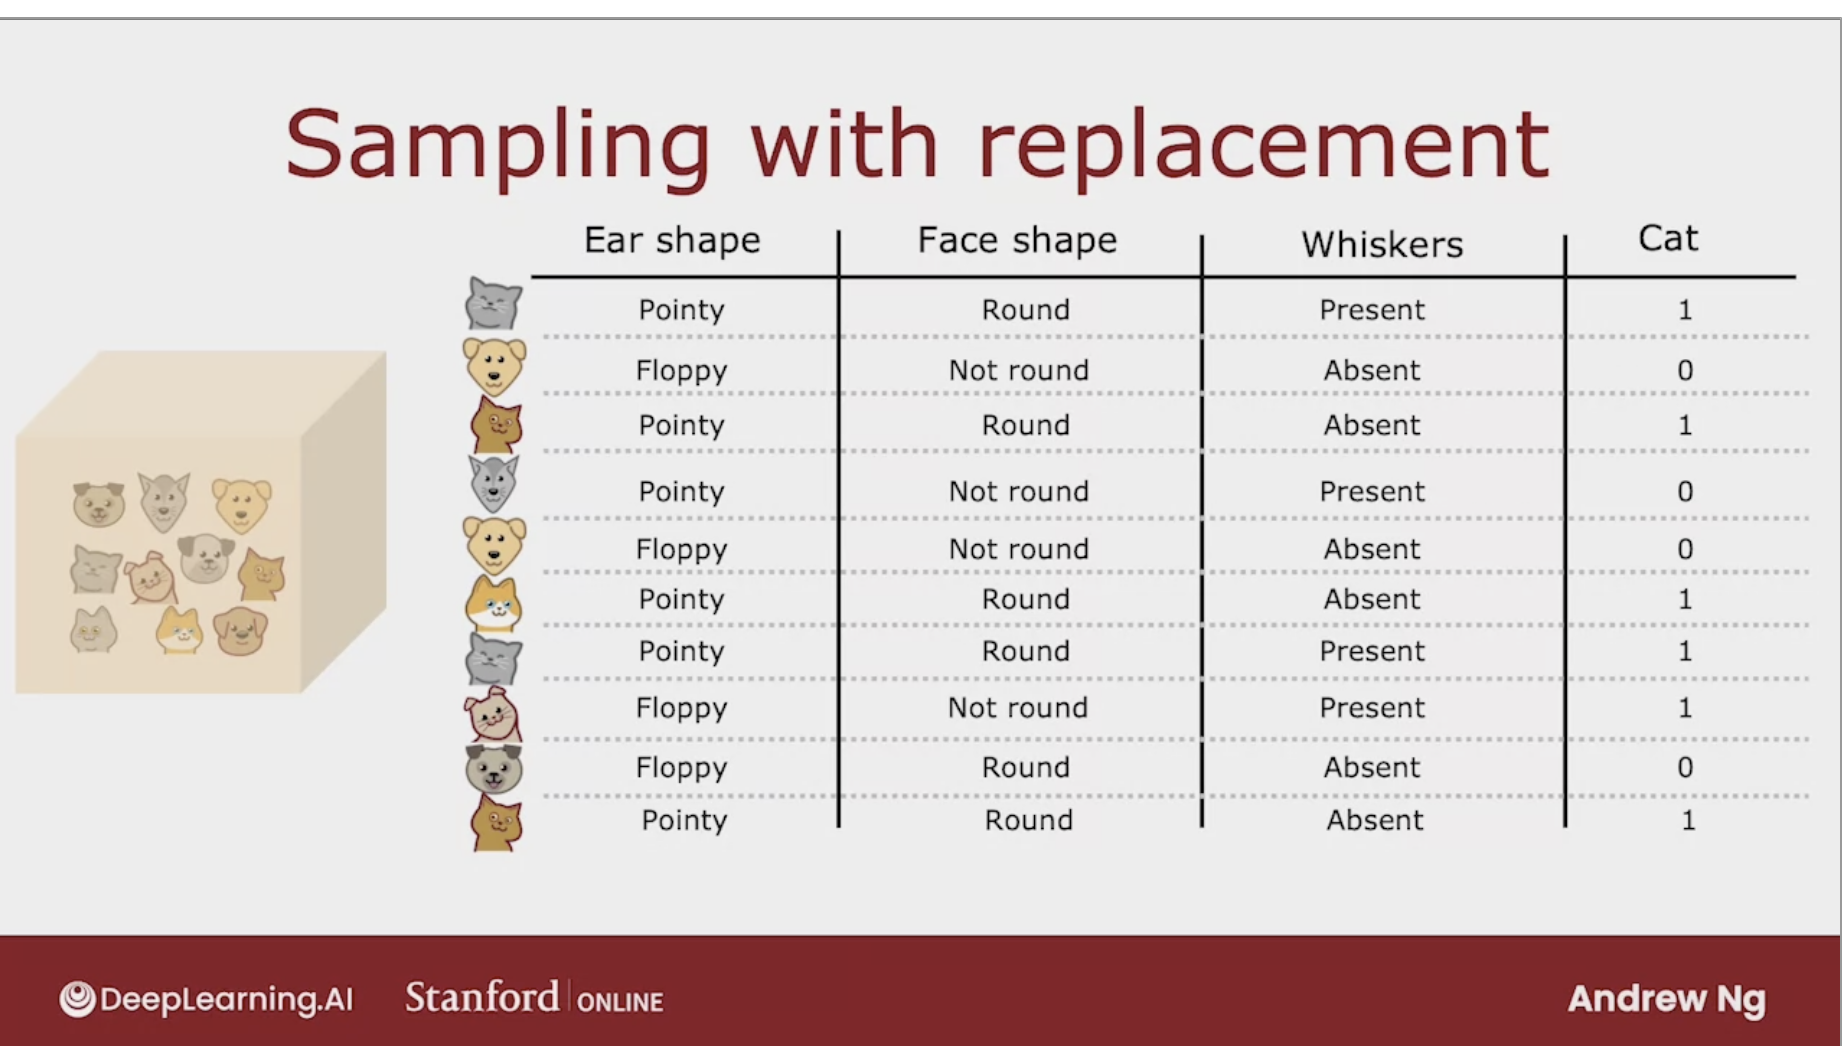 Sampling with replacement
Ear shape Face shape Whiskers Cat
Pointy Round Present 1
Floppy Not round Absent 0
Pointy Round Absent 1
Pointy Not round Present 0
Floppy Not round Absent 0
Pointy Round Absent 1
Pointy Round Present 1
Floppy Not round Present 1
Floppy Round Absent 0
Pointy Round Absent 1
DeepLearning.AI Stanford ONLINE Andrew Ng